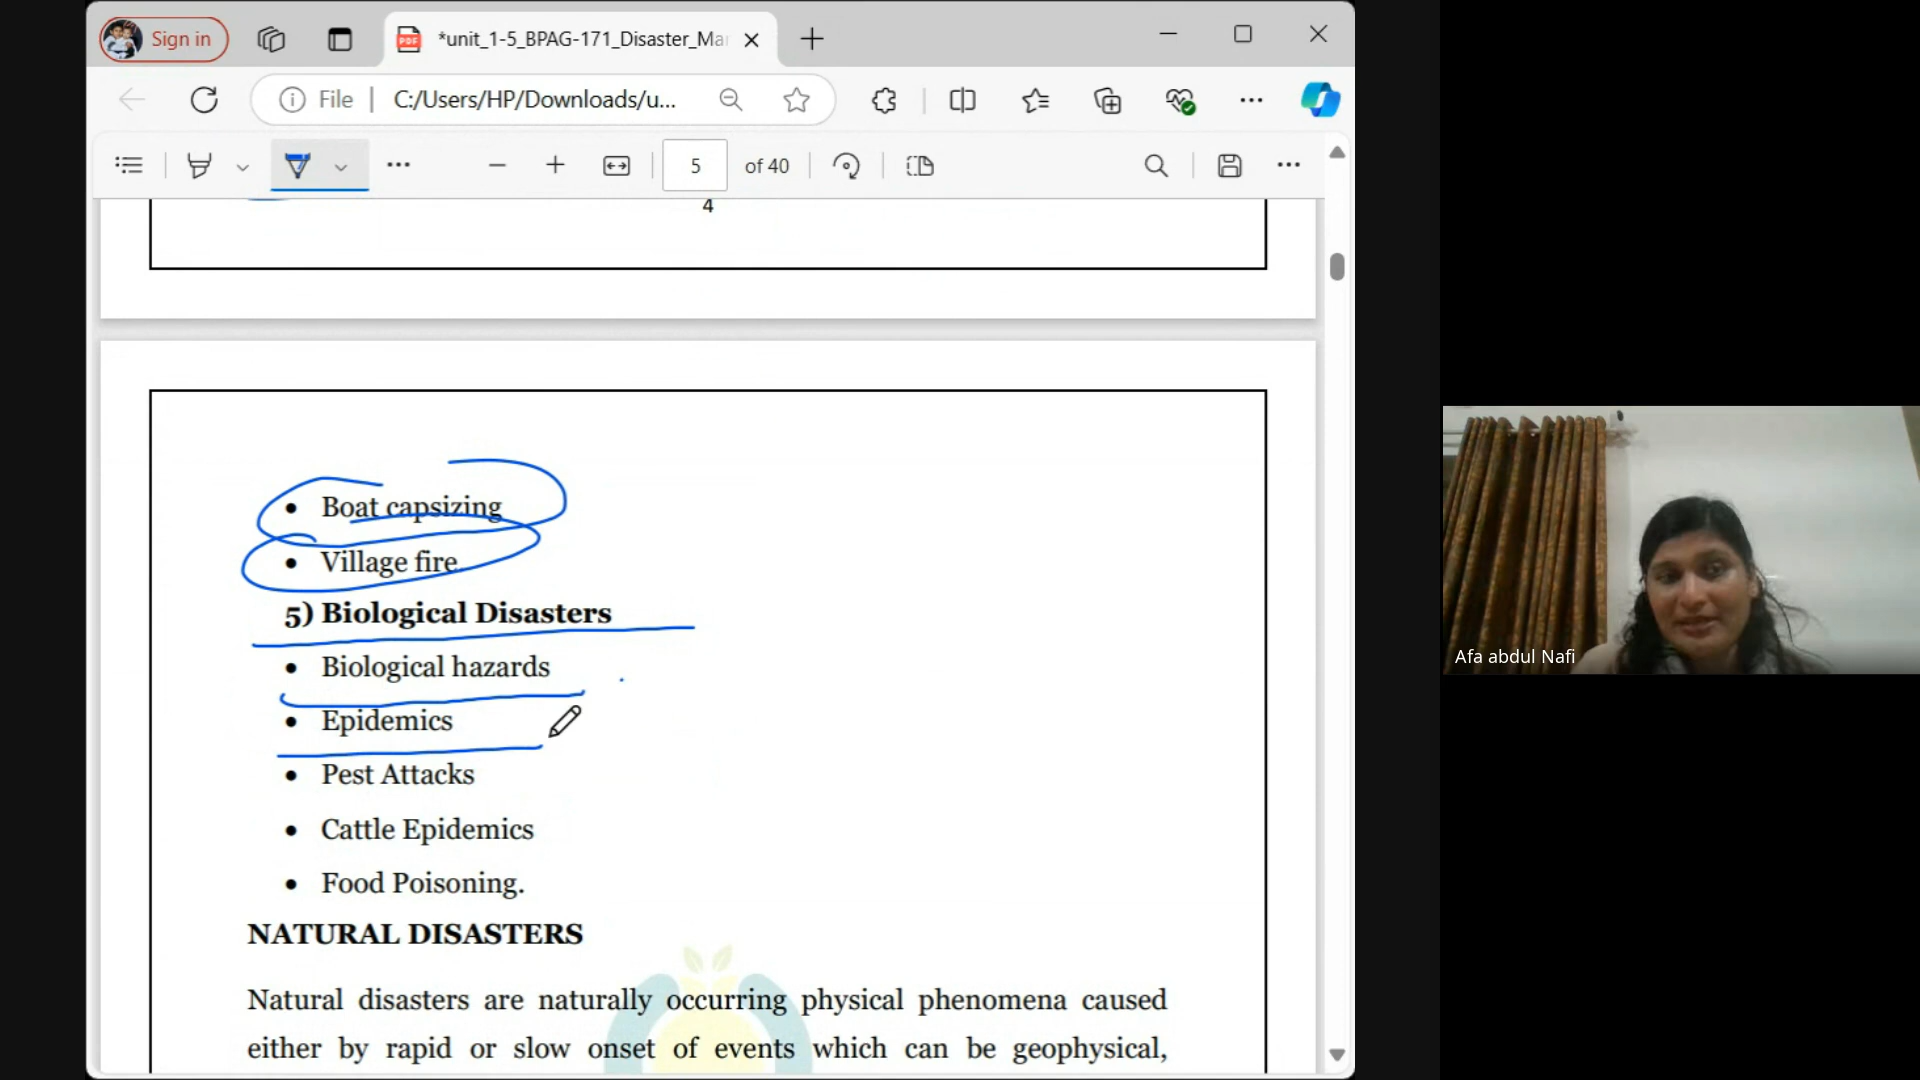 Sign in
*unit_1-5_BPAG-171_Disaster_Mar
File
C:/Users/HP/Downloads/u...
5 of 40
4
• Boat capsizing
• Village fire.
5) Biological Disasters
• Biological hazards
• Epidemics
• Pest Attacks
• Cattle Epidemics
• Food Poisoning.
NATURAL DISASTERS
Natural disasters are naturally occurring physical phenomena caused
either by rapid or slow onset of events which can be geophysical,
Afa abdul Nafi